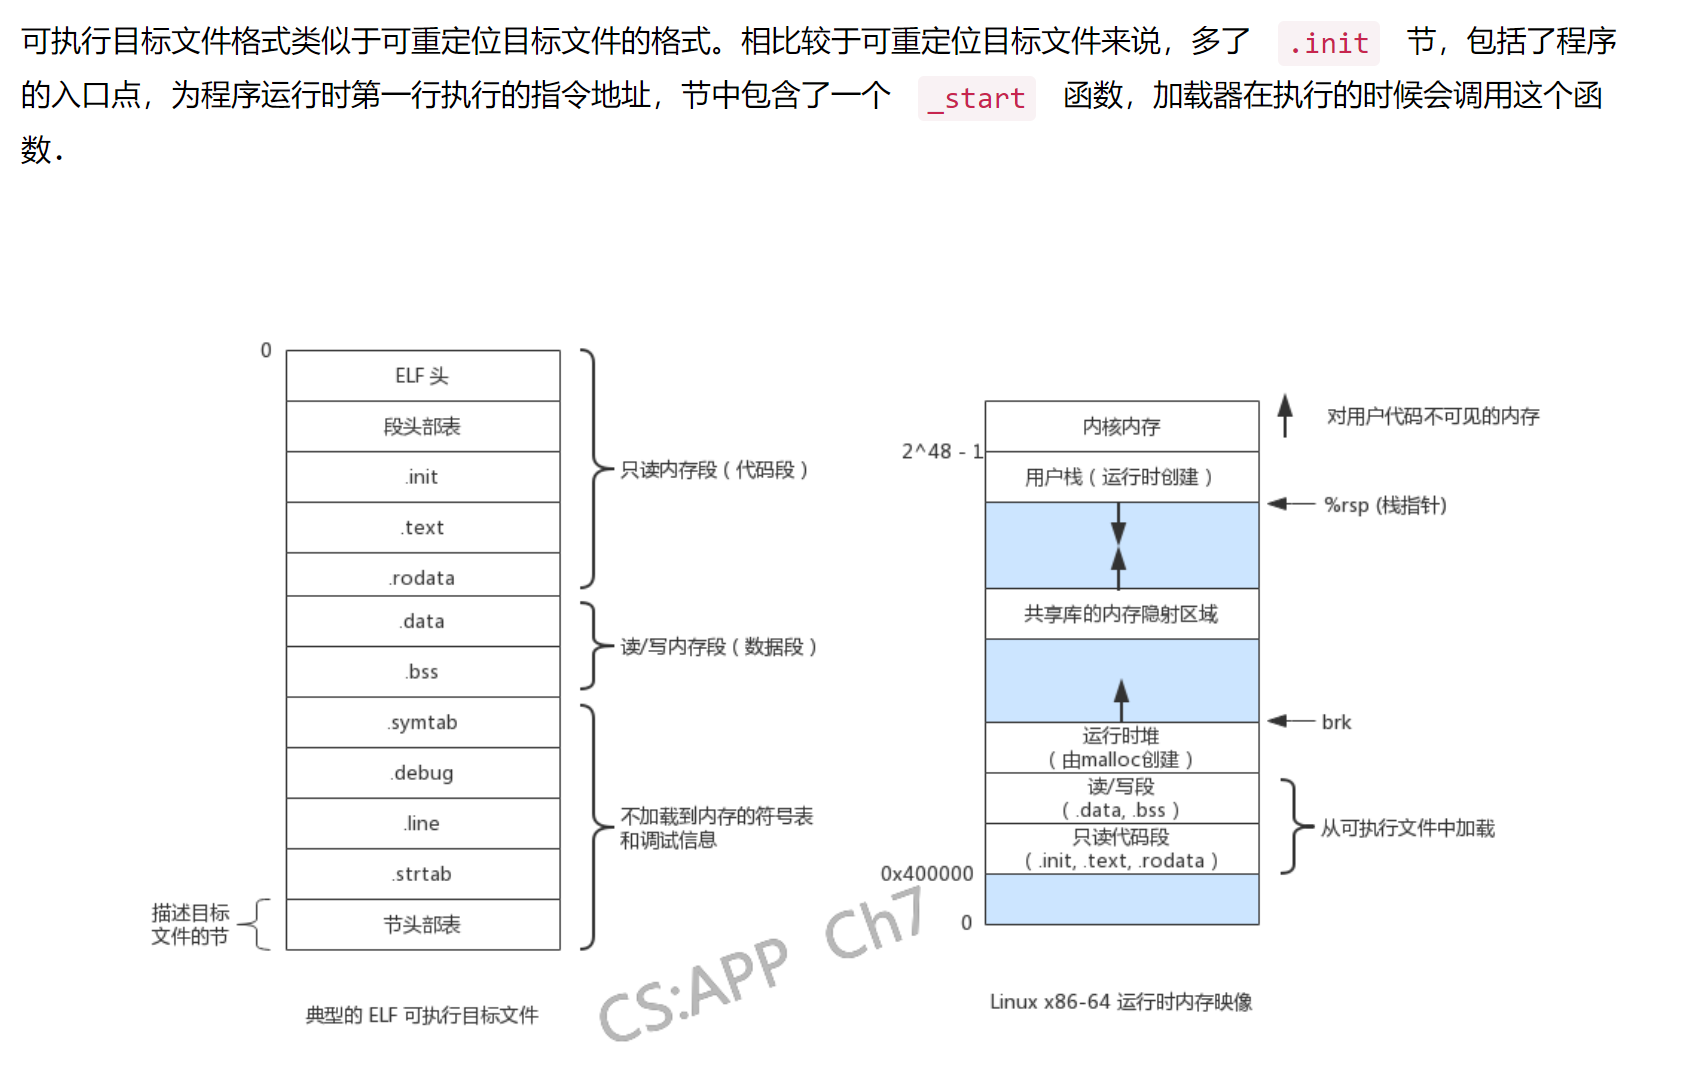 可执行目标文件格式类似于可重定位目标文件的格式。相比较于可重定位目标文件来说，多了 .init 节，包括了程序
的入口点，为程序运行时第一行执行的指令地址，节中包含了一个 _start 函数，加载器在执行的时候会调用这个函
数．
0
ELF 头
段头部表
.init
.text
.rodata
.data
.bss
.symtab
.debug
.line
.strtab
节头部表
只读内存段（代码段）
读/写内存段（数据段）
不加载到内存的符号表
和调试信息
描述目标
文件的节
典型的 ELF 可执行目标文件
内核内存
对用户代码不可见的内存
2^48 - 1
用户栈（运行时创建）
%rsp (栈指针)
共享库的内存隐射区域
brk
运行时堆
（由malloc创建）
读/写段
（.data, .bss）
只读代码段
（.init, .text, .rodata）
从可执行文件中加载
0x400000
0
Linux x86-64 运行时内存映像
CS:APP Ch7